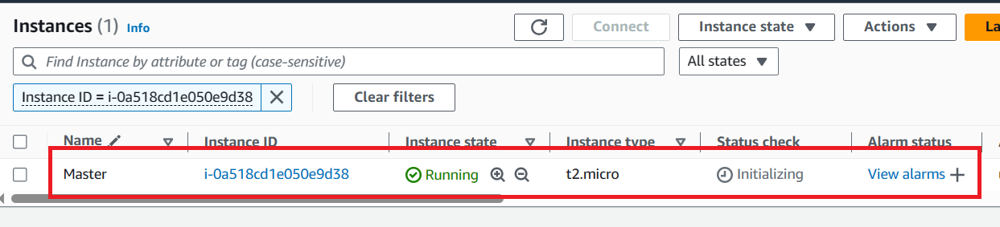 Instances (1) Info
Connect Instance state Actions La
Find Instance by attribute or tag (case-sensitive) All states
Instance ID = i-0a518cd1e050e9d38 Clear filters
Name Instance ID Instance state Instance type Status check Alarm status
Master i-0a518cd1e050e9d38 Running t2.micro Initializing View alarms